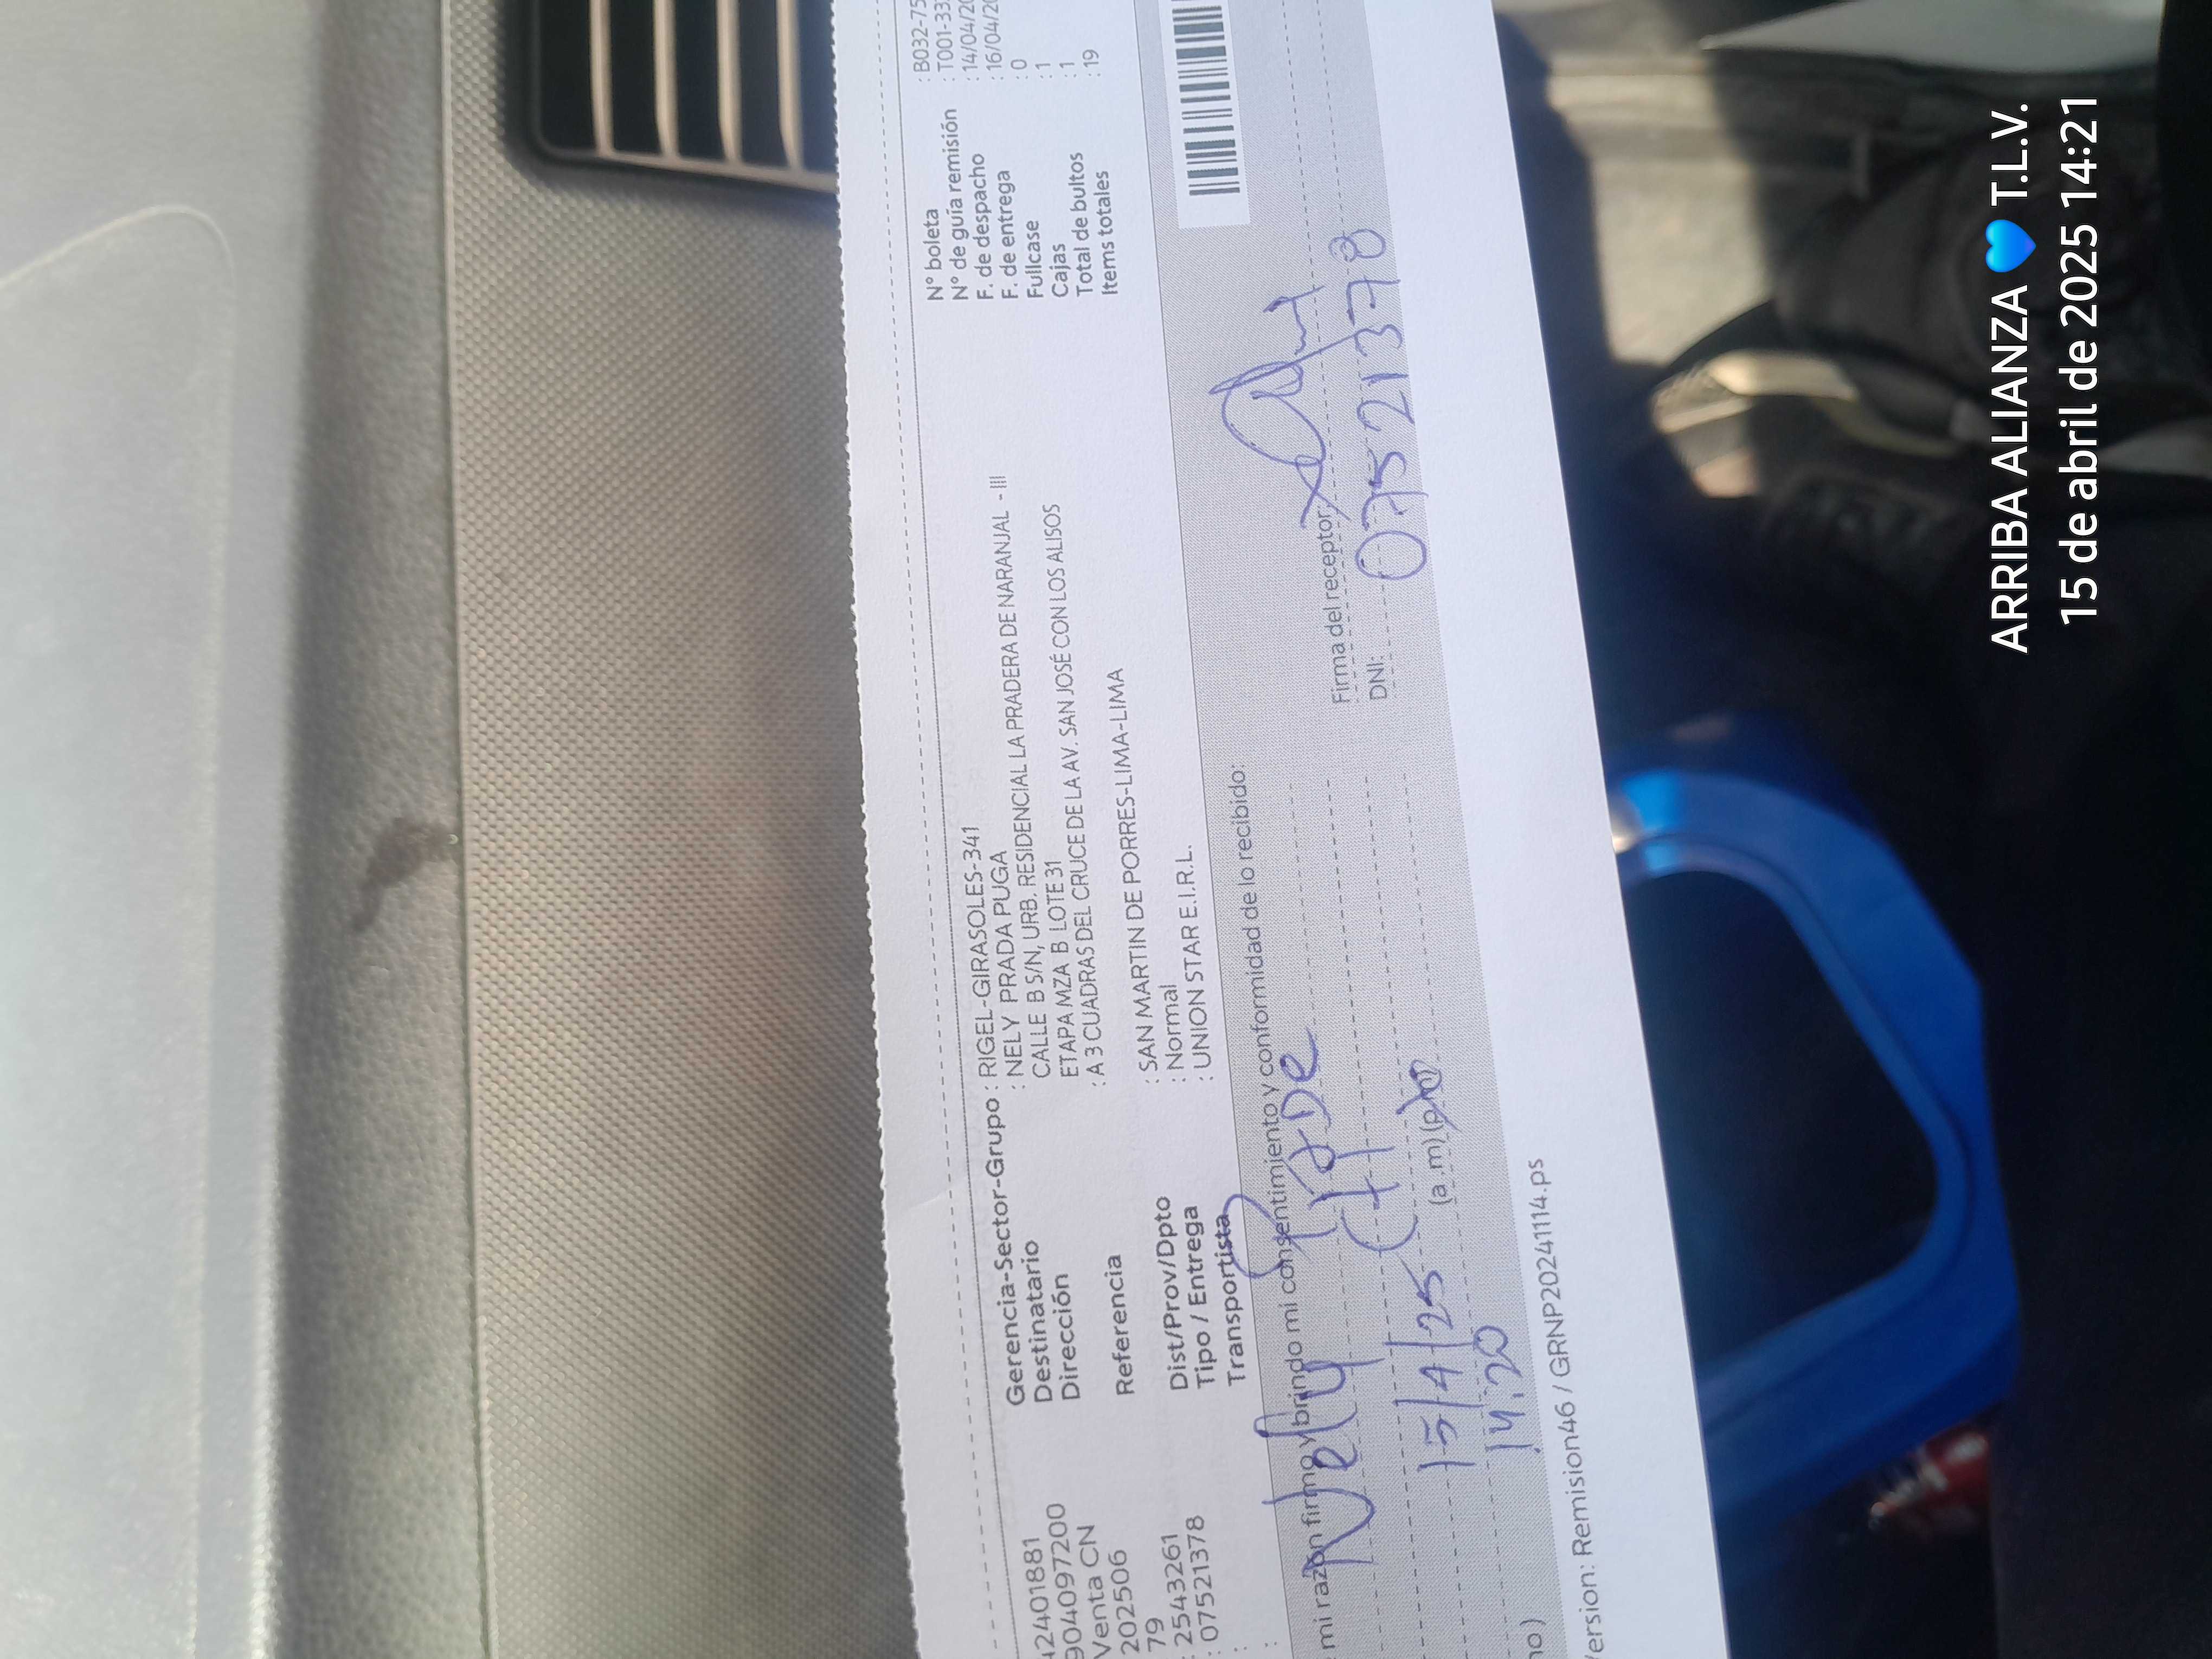 42401881
9040977200
Venta CN
202506
79
: 25443261
: 07521378
:
:
Gerencia-Sector-Grupo : RIGEL-GIRASOLES-341
Destinatario : NELY PRADA PUGA
Dirección CALLE B S/N, URB. RESIDENCIAL LA PRADERA DE NARANJAL - III
ETAPA MZA B LOTE 31
Referencia : A 3 CUADRAS DEL CRUCE DE LA AV. SAN JOSÉ CON LOS ALISOS
Dist/Prov/Dpto : SAN MARTIN DE PORRES-LIMA-LIMA
Tipo / Entrega : Normal
Transportista : UNION STAR E.I.R.L.
N° boleta : B032-75
N° de guía remisión : T001-33
F. de despacho : 14/04/20
F. de entrega : 16/04/20
Fullcase : 0
Cajas : 1
Total de bultos : 1
Items totales : 19
mi razón firmo y brindo mi consentimiento y conformidad de lo recibido:
Nely
15/4/25 (t+
14:20 (a.m)(p.m)
Firma del receptor:
DNI: 07521378
no)
ersion: Remision46 / GRNP20241114.ps
ARRIBA ALIANZA 💙 T.L.V.
15 de abril de 2025 14:21